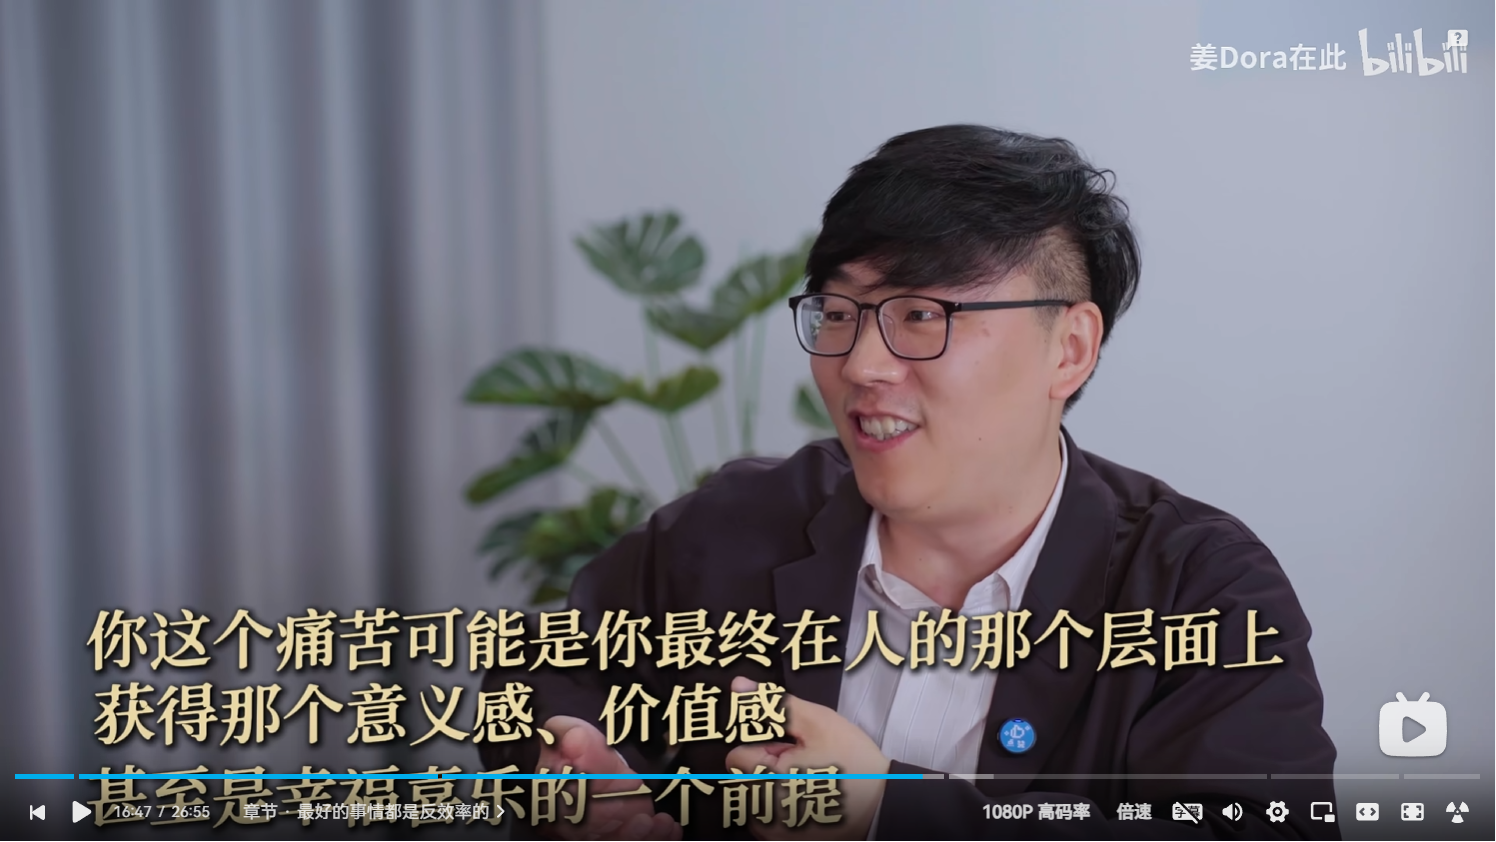 姜Dora在此 bilibili
你这个痛苦可能是你最终在人的那个层面上
获得那个意义感、价值感
甚至是幸福喜乐的一个前提
16:47 / 26:55 章节 · 最好的事情都是反效率的 1080P 高码率 倍速